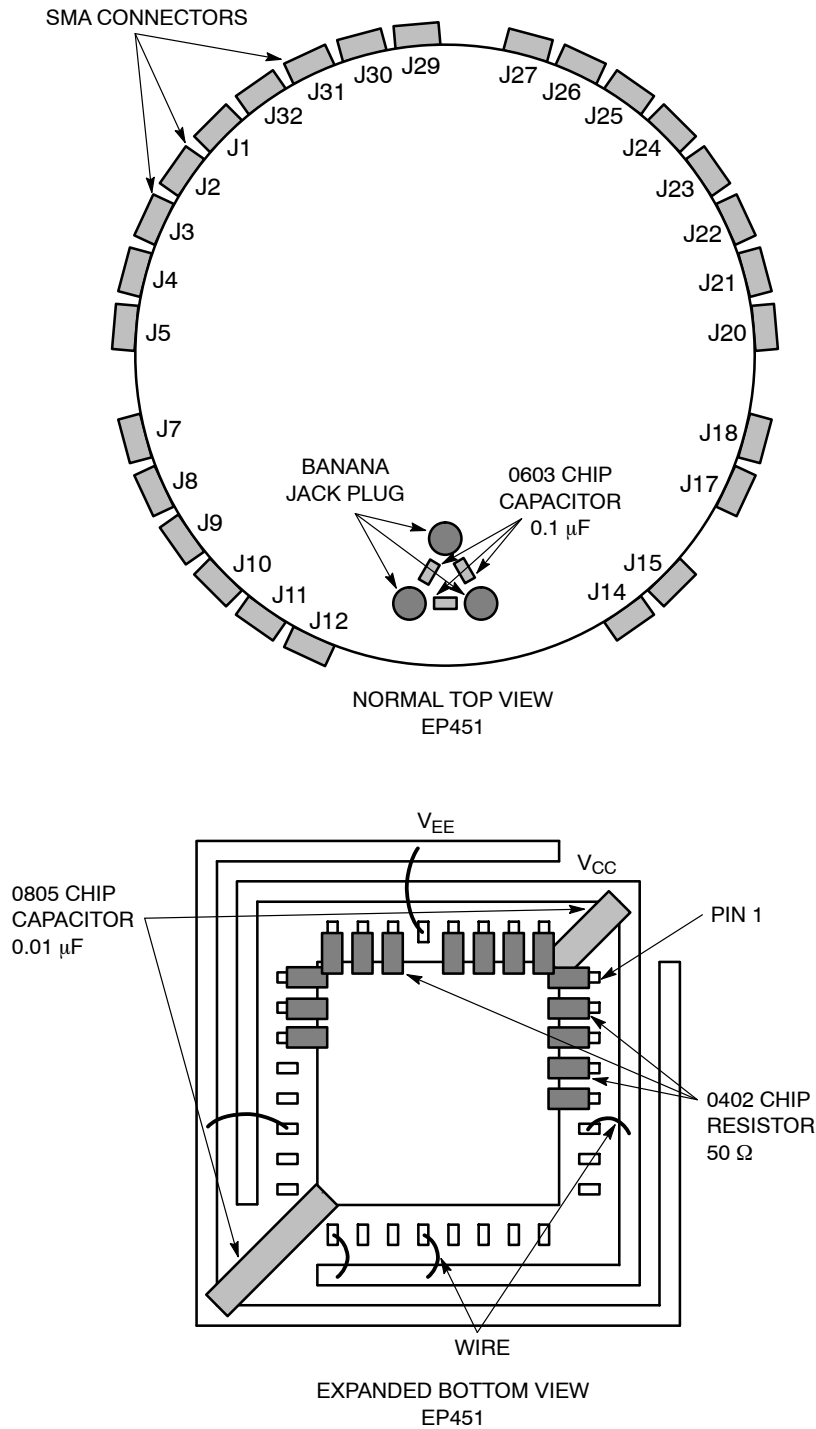 SMA CONNECTORS
J29
J30
J31
J32
J1
J2
J3
J4
J5
J7
J8
J9
J10
J11
J12
J27
J26
J25
J24
J23
J22
J21
J20
J18
J17
J15
J14
BANANA
JACK PLUG
0603 CHIP
CAPACITOR
0.1 μF
NORMAL TOP VIEW
EP451
VEE
VCC
0805 CHIP
CAPACITOR
0.01 μF
PIN 1
0402 CHIP
RESISTOR
50 Ω
WIRE
EXPANDED BOTTOM VIEW
EP451